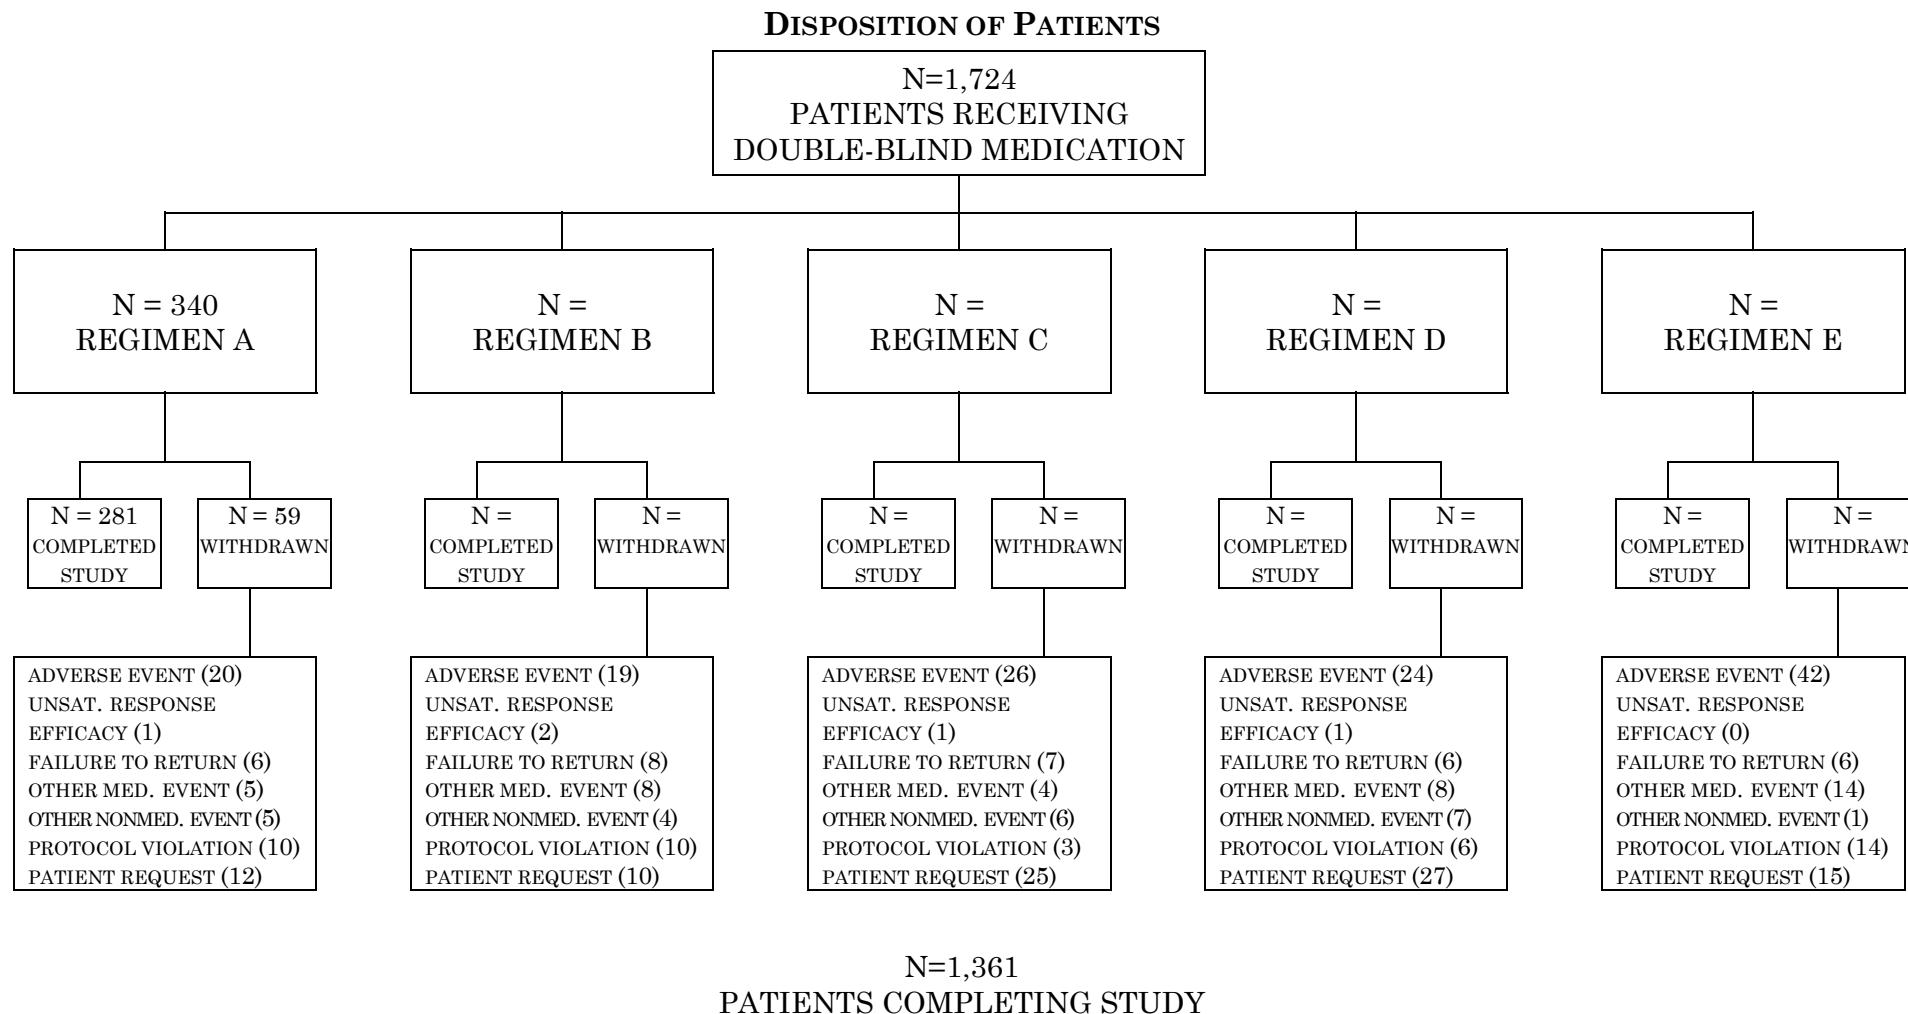 DISPOSITION OF PATIENTS
N=1,724
PATIENTS RECEIVING
DOUBLE-BLIND MEDICATION
N = 340
REGIMEN A
N =
REGIMEN B
N =
REGIMEN C
N =
REGIMEN D
N =
REGIMEN E
N = 281
COMPLETED
STUDY
N = 59
WITHDRAWN
N =
COMPLETED
STUDY
N =
WITHDRAWN
N =
COMPLETED
STUDY
N =
WITHDRAWN
N =
COMPLETED
STUDY
N =
WITHDRAWN
N =
COMPLETED
STUDY
N =
WITHDRAWN
ADVERSE EVENT (20)
UNSAT. RESPONSE
EFFICACY (1)
FAILURE TO RETURN (6)
OTHER MED. EVENT (5)
OTHER NONMED. EVENT (5)
PROTOCOL VIOLATION (10)
PATIENT REQUEST (12)
ADVERSE EVENT (19)
UNSAT. RESPONSE
EFFICACY (2)
FAILURE TO RETURN (8)
OTHER MED. EVENT (8)
OTHER NONMED. EVENT (4)
PROTOCOL VIOLATION (10)
PATIENT REQUEST (10)
ADVERSE EVENT (26)
UNSAT. RESPONSE
EFFICACY (1)
FAILURE TO RETURN (7)
OTHER MED. EVENT (4)
OTHER NONMED. EVENT (6)
PROTOCOL VIOLATION (3)
PATIENT REQUEST (25)
ADVERSE EVENT (24)
UNSAT. RESPONSE
EFFICACY (1)
FAILURE TO RETURN (6)
OTHER MED. EVENT (8)
OTHER NONMED. EVENT (7)
PROTOCOL VIOLATION (6)
PATIENT REQUEST (27)
ADVERSE EVENT (42)
UNSAT. RESPONSE
EFFICACY (0)
FAILURE TO RETURN (6)
OTHER MED. EVENT (14)
OTHER NONMED. EVENT (1)
PROTOCOL VIOLATION (14)
PATIENT REQUEST (15)
N=1,361
PATIENTS COMPLETING STUDY